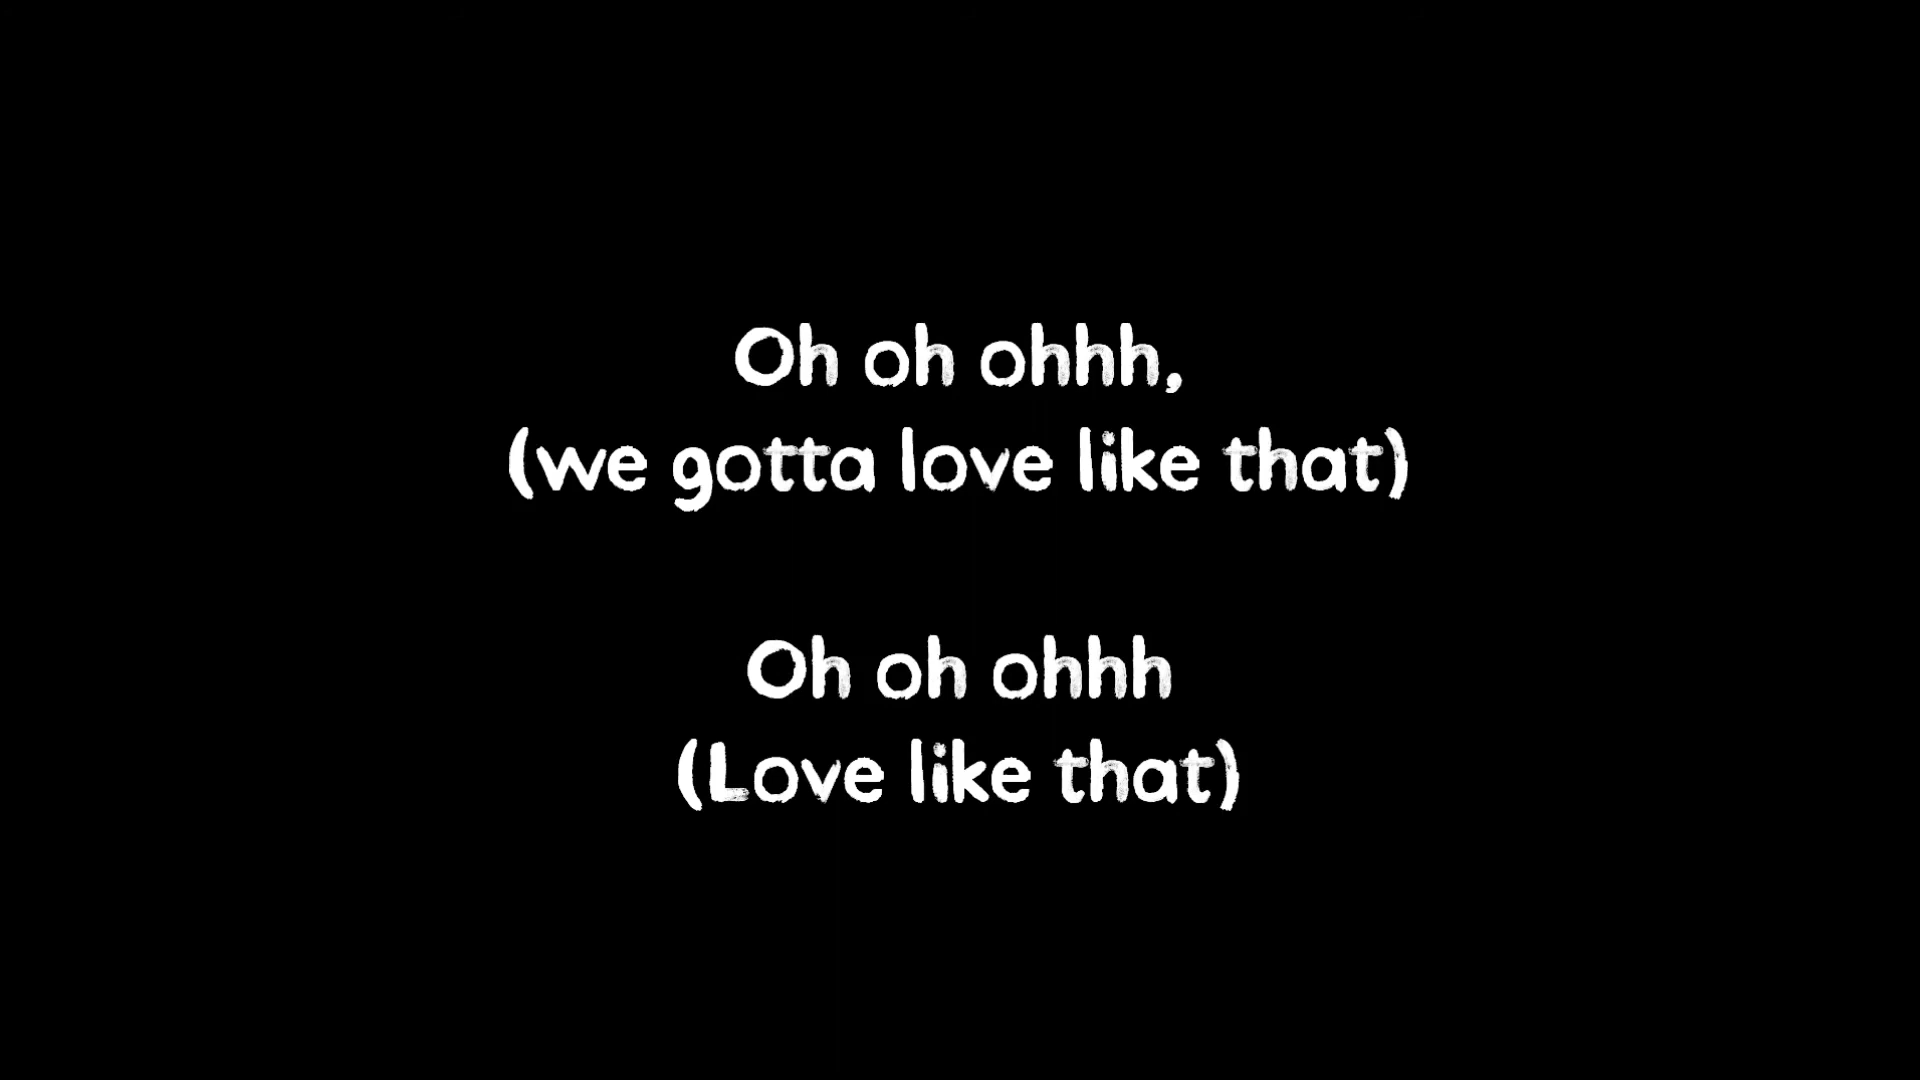 Oh oh ohhh,
(we gotta love like that)
Oh oh ohhh
(Love like that)